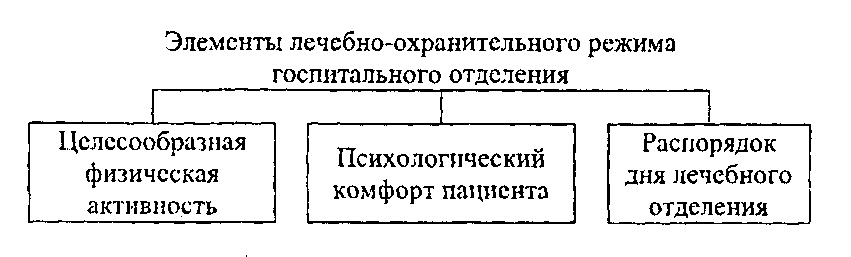 Элементы лечебно-охранительного режима
госпитального отделения
Целесообразная
физическая
активность
Психологический
комфорт пациента
Распорядок
дня лечебного
отделения